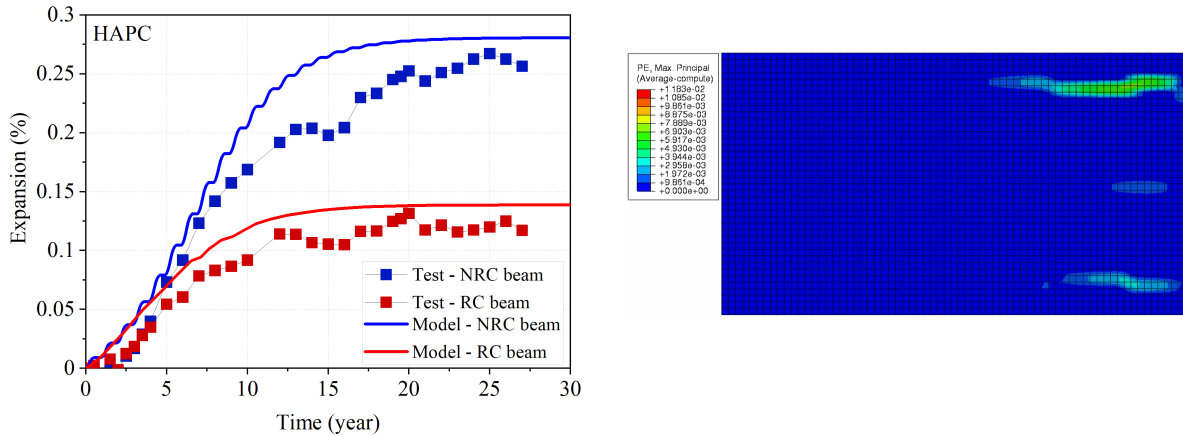 HAPC
0.3
0.25
0.2
0.15
0.1
0.05
0
Expansion (%)
0
5
10
15
20
25
30
Time (year)
Test - NRC beam
Test - RC beam
Model - NRC beam
Model - RC beam
PE, Max. Principal
(Average-compute)
+1.183e-02
+1.085e-02
+9.861e-03
+8.875e-03
+7.889e-03
+6.903e-03
+5.917e-03
+4.930e-03
+3.944e-03
+2.958e-03
+1.972e-03
+9.861e-04
+0.000e+00